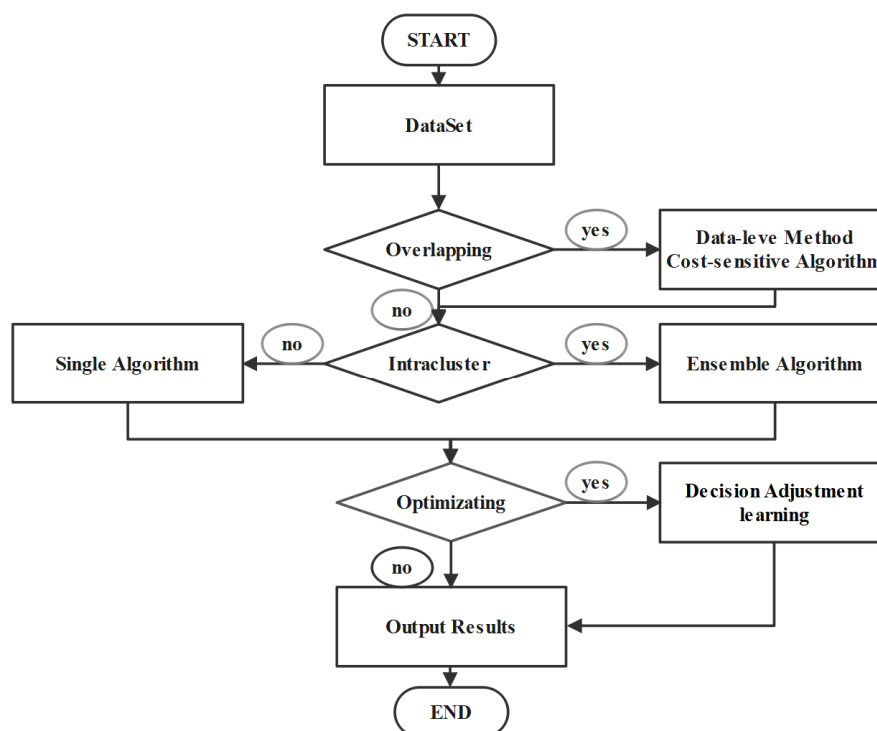 START
DataSet
Overlapping
yes
Data-leve Method
Cost-sensitive Algorithm
no
Single Algorithm
no
Intracluster
yes
Ensemble Algorithm
Optimizating
yes
Decision Adjustment
learning
no
Output Results
END